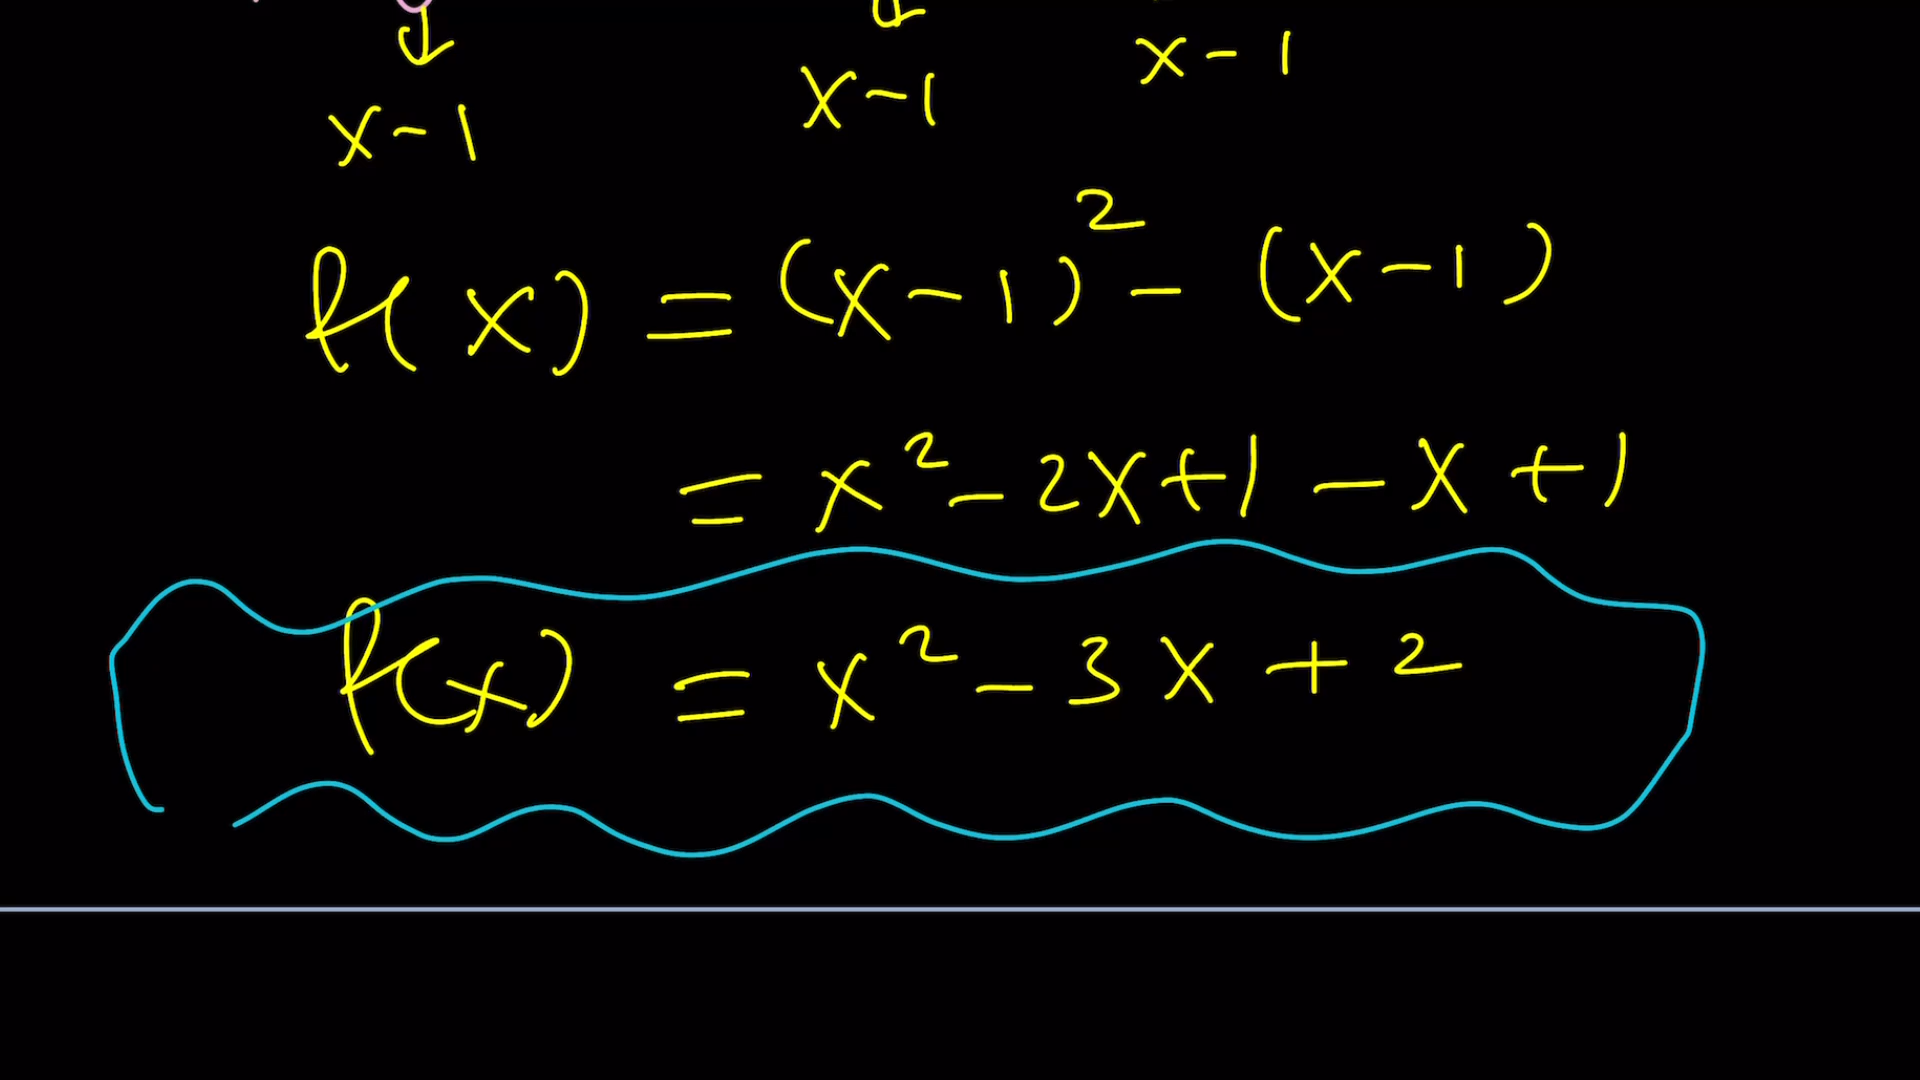 x-1 x-1 x-1
f(x) = (x-1)² - (x-1)
= x² - 2x+1 - x +1
f(x) = x² - 3x + 2